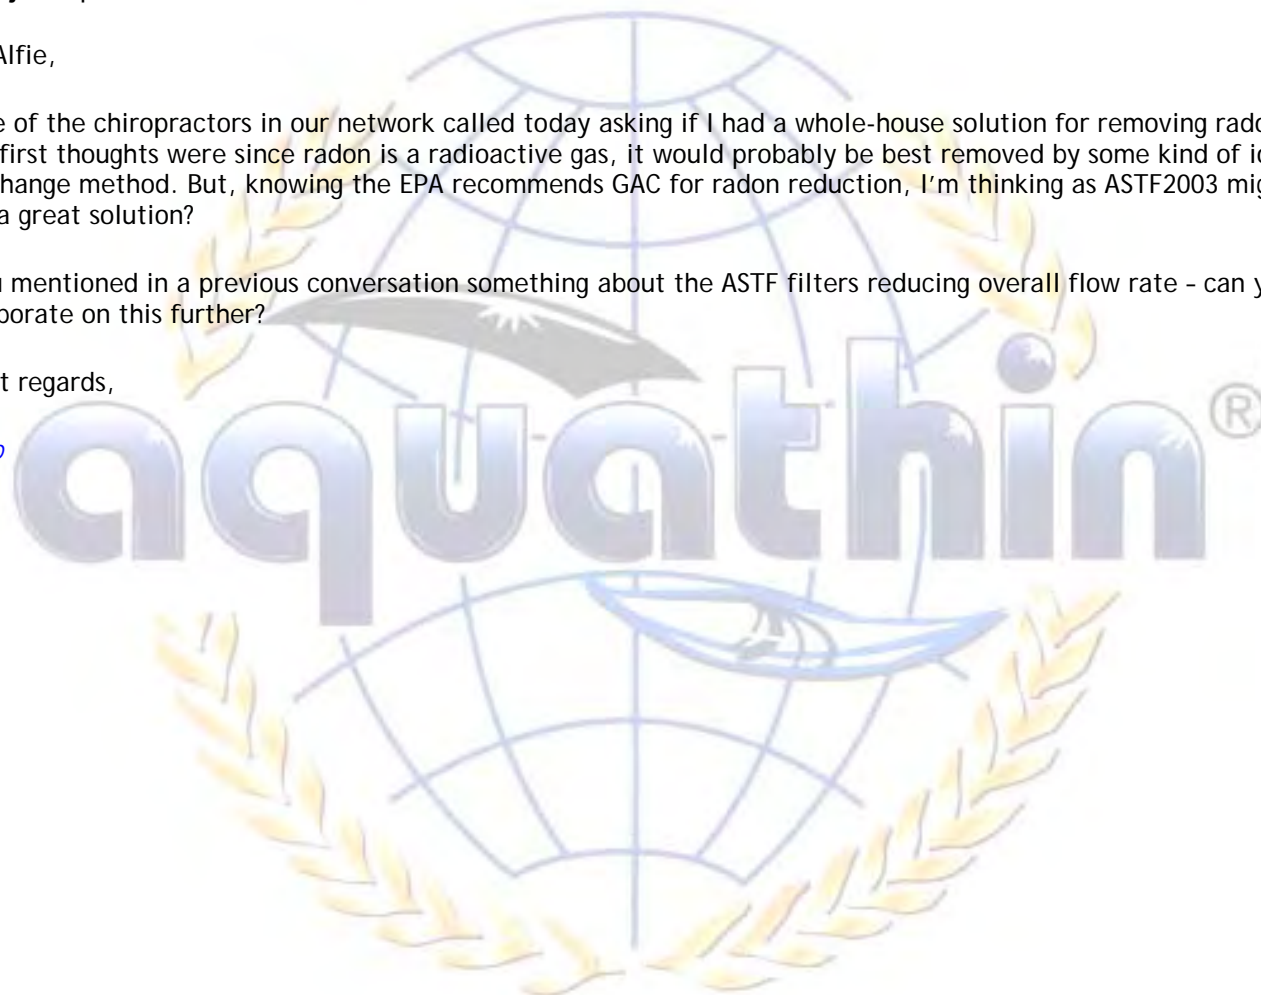 Alfie,
e of the chiropractors in our network called today asking if I had a whole-house solution for removing rado
first thoughts were since radon is a radioactive gas, it would probably be best removed by some kind of io
hange method. But, knowing the EPA recommends GAC for radon reduction, I'm thinking as ASTF2003 mig
a great solution?
u mentioned in a previous conversation something about the ASTF filters reducing overall flow rate – can y
borate on this further?
t regards,
aquathin®